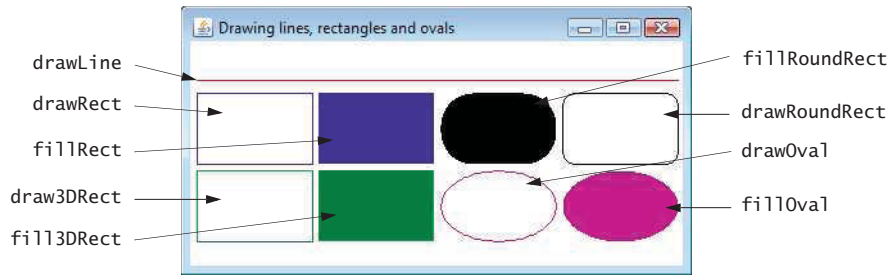 Drawing lines, rectangles and ovals
drawLine
drawRect
fillRect
draw3DRect
fill3DRect
fillRoundRect
drawRoundRect
drawOval
fillOval